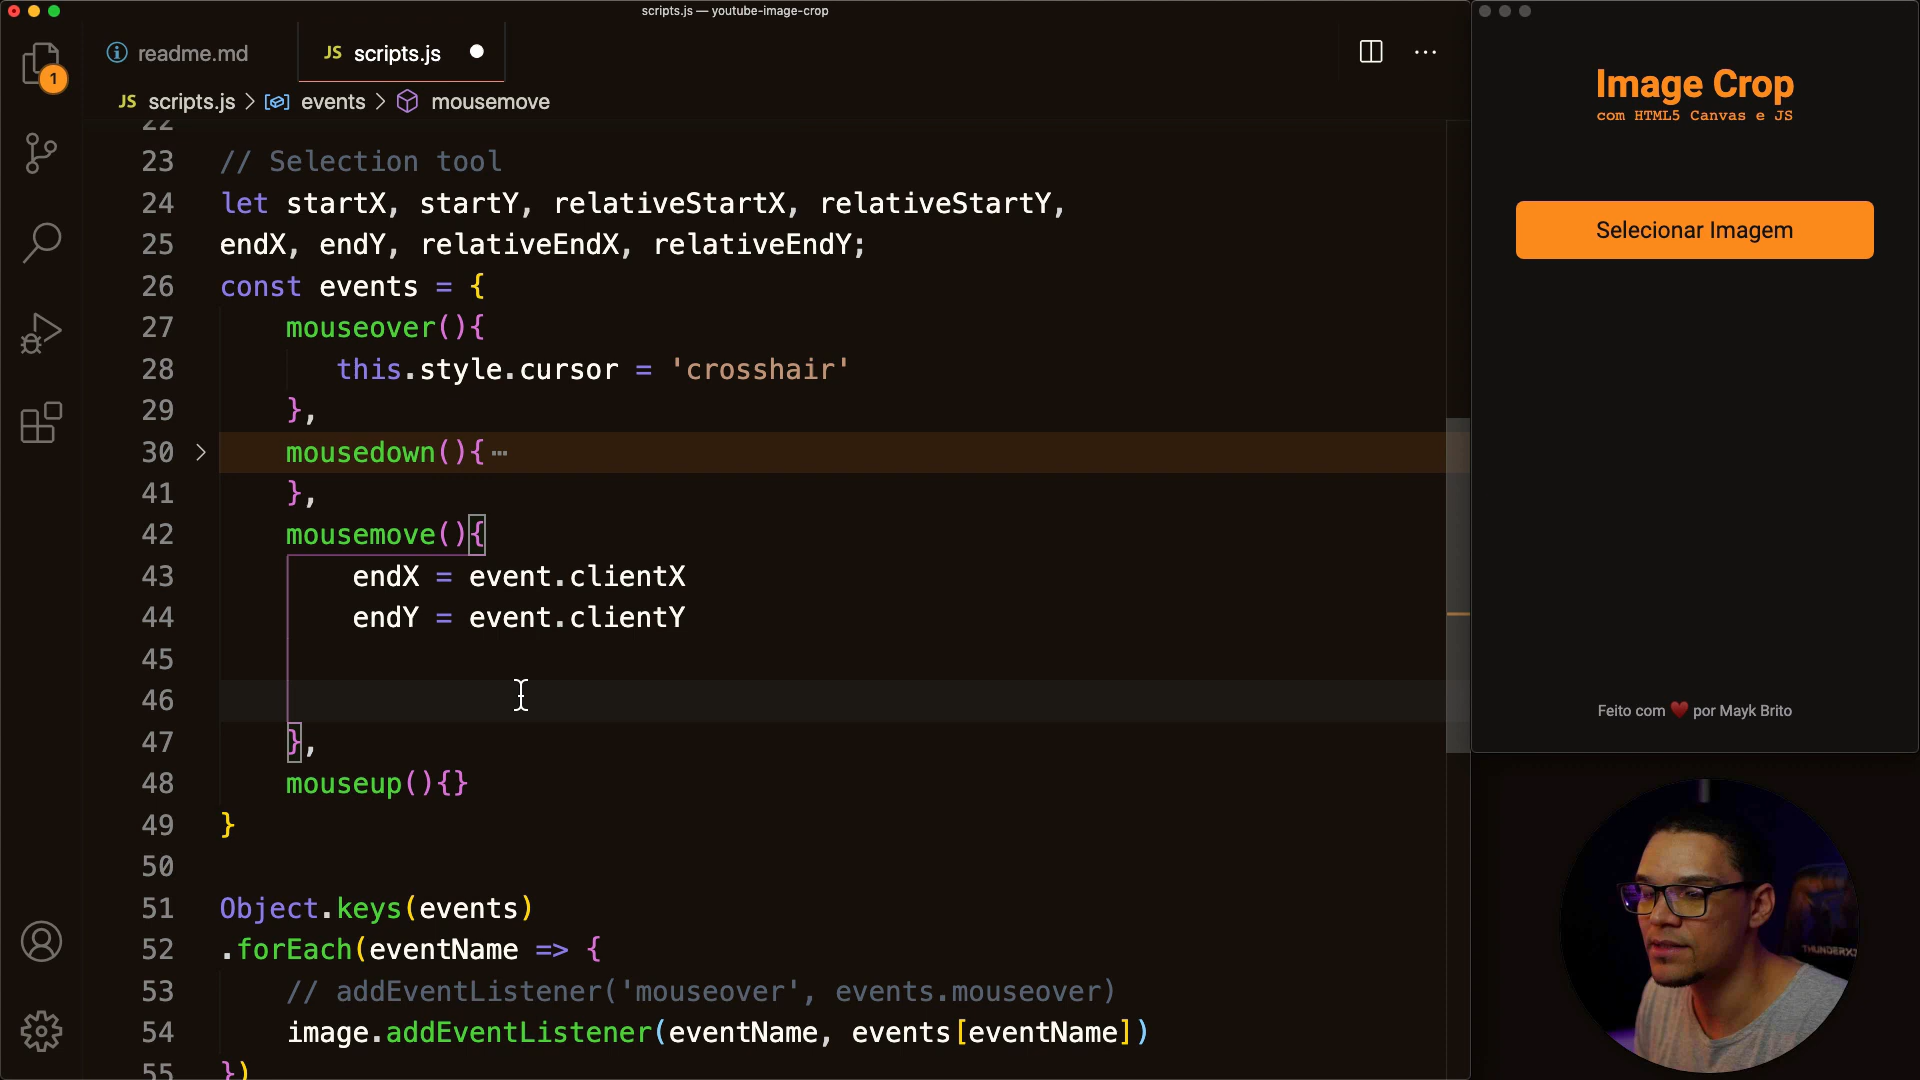 scripts.js — youtube-image-crop
readme.md
JS scripts.js
JS scripts.js > events > mousemove
1
22
23 // Selection tool
24 let startX, startY, relativeStartX, relativeStartY,
25 endX, endY, relativeEndX, relativeEndY;
26 const events = {
27 mouseover(){
28 this.style.cursor = 'crosshair'
29 },
30 mousedown(){ ⋯
41 },
42 mousemove(){
43 endX = event.clientX
44 endY = event.clientY
45
46
47 },
48 mouseup(){}
49 }
50
51 Object.keys(events)
52 .forEach(eventName => {
53 // addEventListener('mouseover', events.mouseover)
54 image.addEventListener(eventName, events[eventName])
55 })
Image Crop
com HTML5 Canvas e JS
Selecionar Imagem
Feito com ❤️ por Mayk Brito